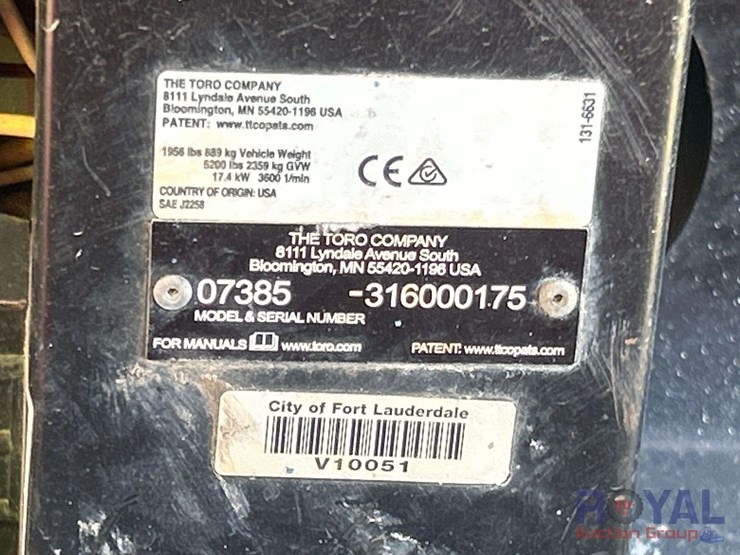 THE TORO COMPANY
8111 Lyndale Avenue South
Bloomington, MN 55420-1196 USA
PATENT: www.ttcopats.com
1956 lbs 889 kg Vehicle Weight
5200 lbs 2359 kg GVW
17.4 kW 3600 1/min
COUNTRY OF ORIGIN: USA
SAE J2258
CE
131-6631
THE TORO COMPANY
8111 Lyndale Avenue South
Bloomington, MN 55420-1196 USA
07385 -316000175
MODEL & SERIAL NUMBER
FOR MANUALS www.toro.com PATENT: www.ttcopats.com
City of Fort Lauderdale
V10051
ROYAL
Auction Group